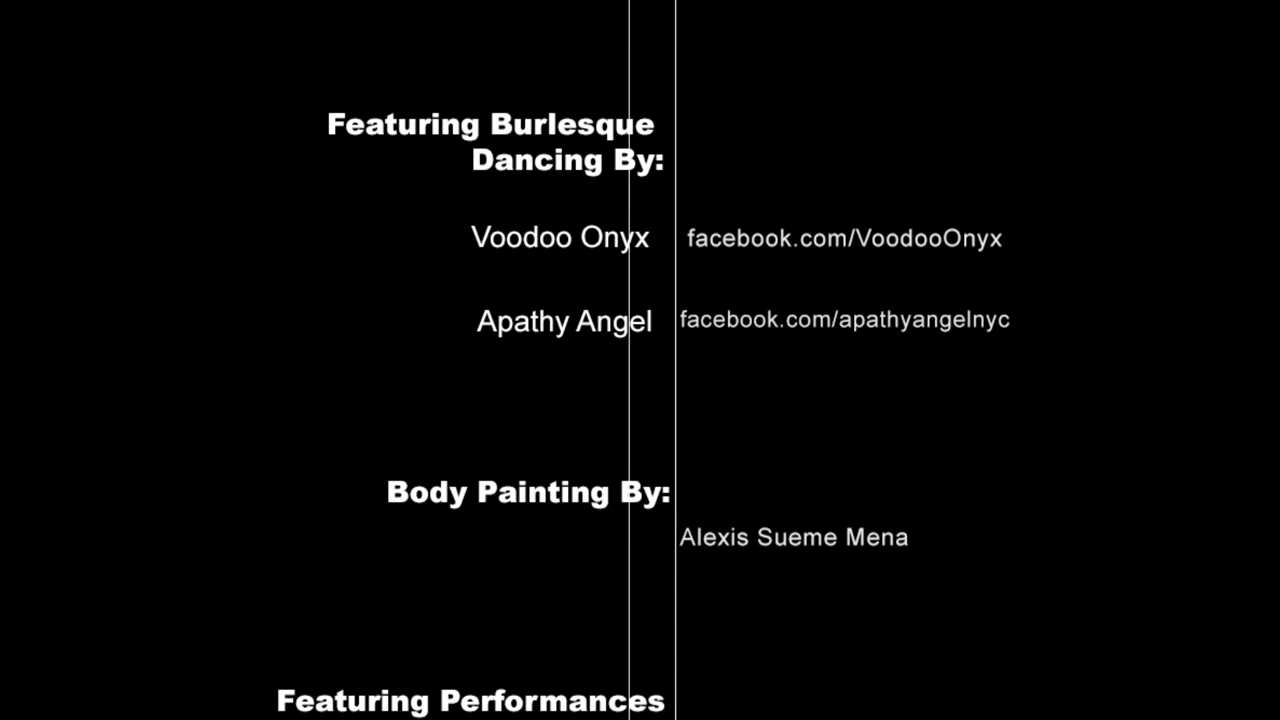 Featuring Burlesque
Dancing By:
Voodoo Onyx facebook.com/VoodooOnyx
Apathy Angel facebook.com/apathyangelnyc
Body Painting By:
Alexis Sueme Mena
Featuring Performances